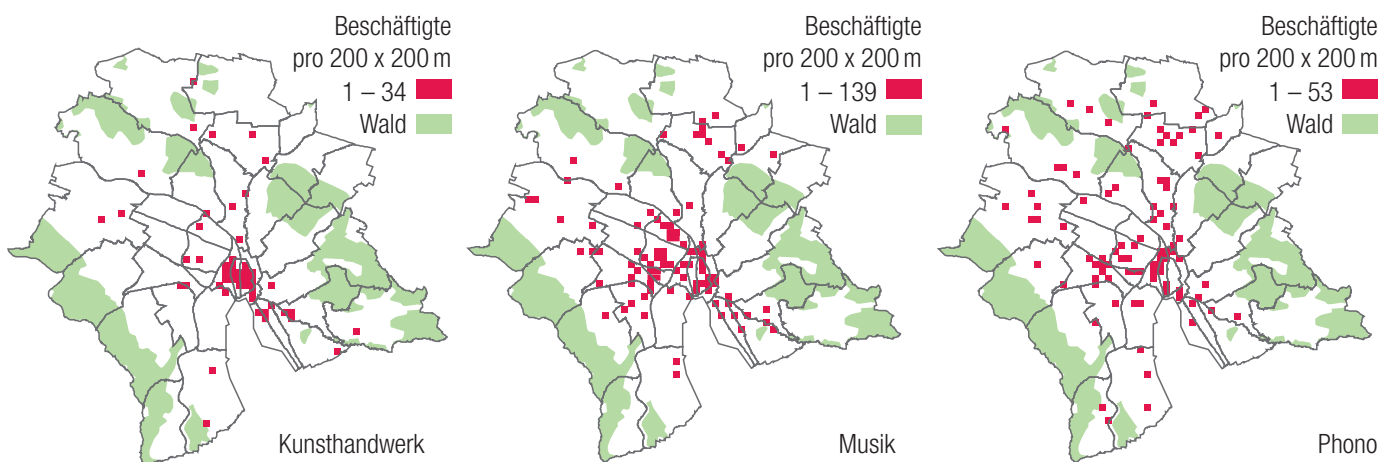 Beschäftigte
pro 200 x 200 m
1 – 34
Wald
Kunsthandwerk
Beschäftigte
pro 200 x 200 m
1 – 139
Wald
Musik
Beschäftigte
pro 200 x 200 m
1 – 53
Wald
Phono